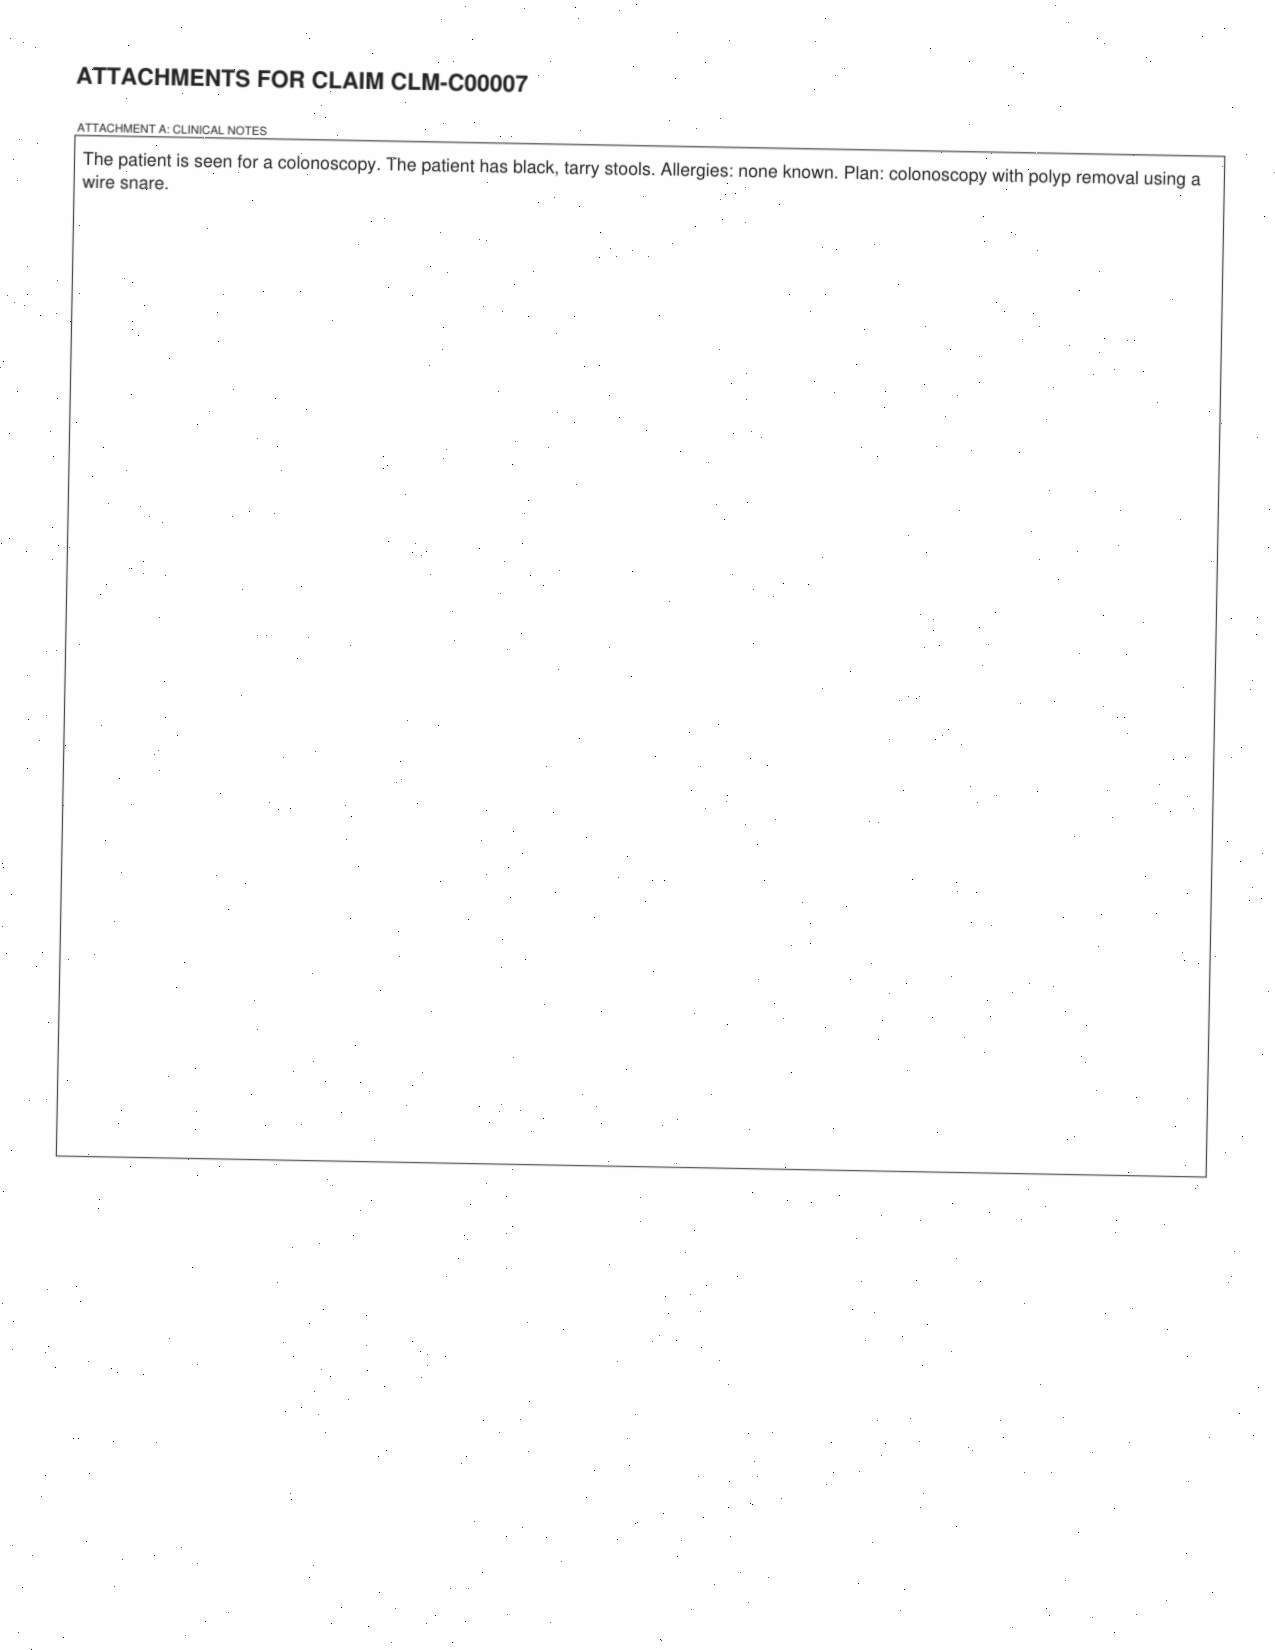 ATTACHMENTS FOR CLAIM CLM-C00007
ATTACHMENT A: CLINICAL NOTES
The patient is seen for a colonoscopy. The patient has black, tarry stools. Allergies: none known. Plan: colonoscopy with polyp removal using a
wire snare.